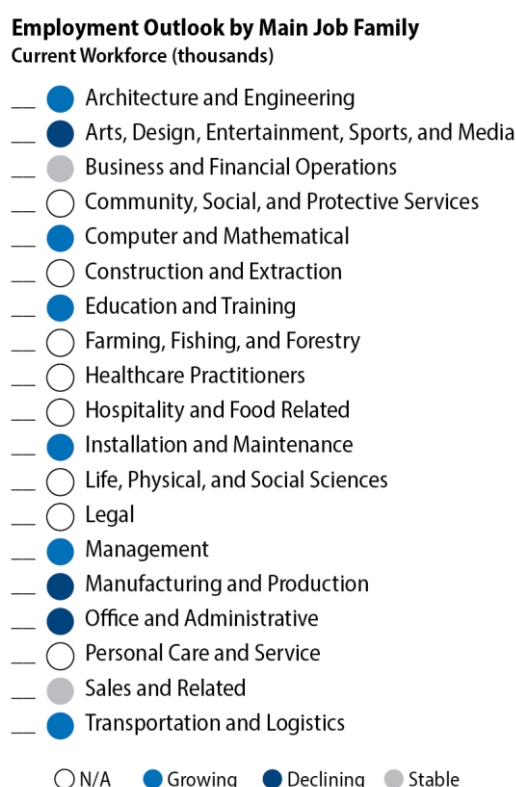 Employment Outlook by Main Job Family
Current Workforce (thousands)
__ Architecture and Engineering
__ Arts, Design, Entertainment, Sports, and Media
__ Business and Financial Operations
__ Community, Social, and Protective Services
__ Computer and Mathematical
__ Construction and Extraction
__ Education and Training
__ Farming, Fishing, and Forestry
__ Healthcare Practitioners
__ Hospitality and Food Related
__ Installation and Maintenance
__ Life, Physical, and Social Sciences
__ Legal
__ Management
__ Manufacturing and Production
__ Office and Administrative
__ Personal Care and Service
__ Sales and Related
__ Transportation and Logistics
N/A Growing Declining Stable